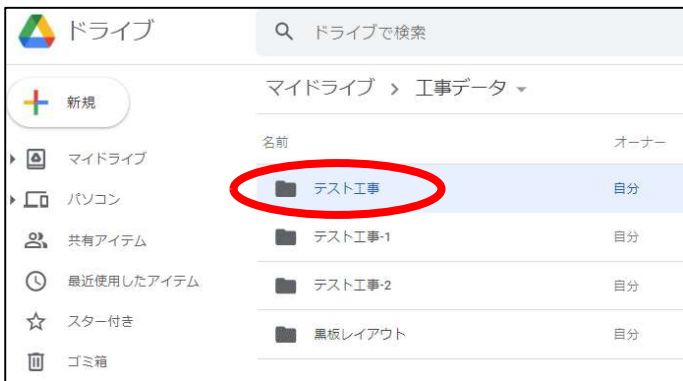 ドライブ
ドライブで検索
新規
マイドライブ > 工事データ
マイドライブ
パソコン
共有アイテム
最近使用したアイテム
スター付き
ゴミ箱
名前 オーナー
テスト工事 自分
テスト工事-1 自分
テスト工事-2 自分
黒板レイアウト 自分